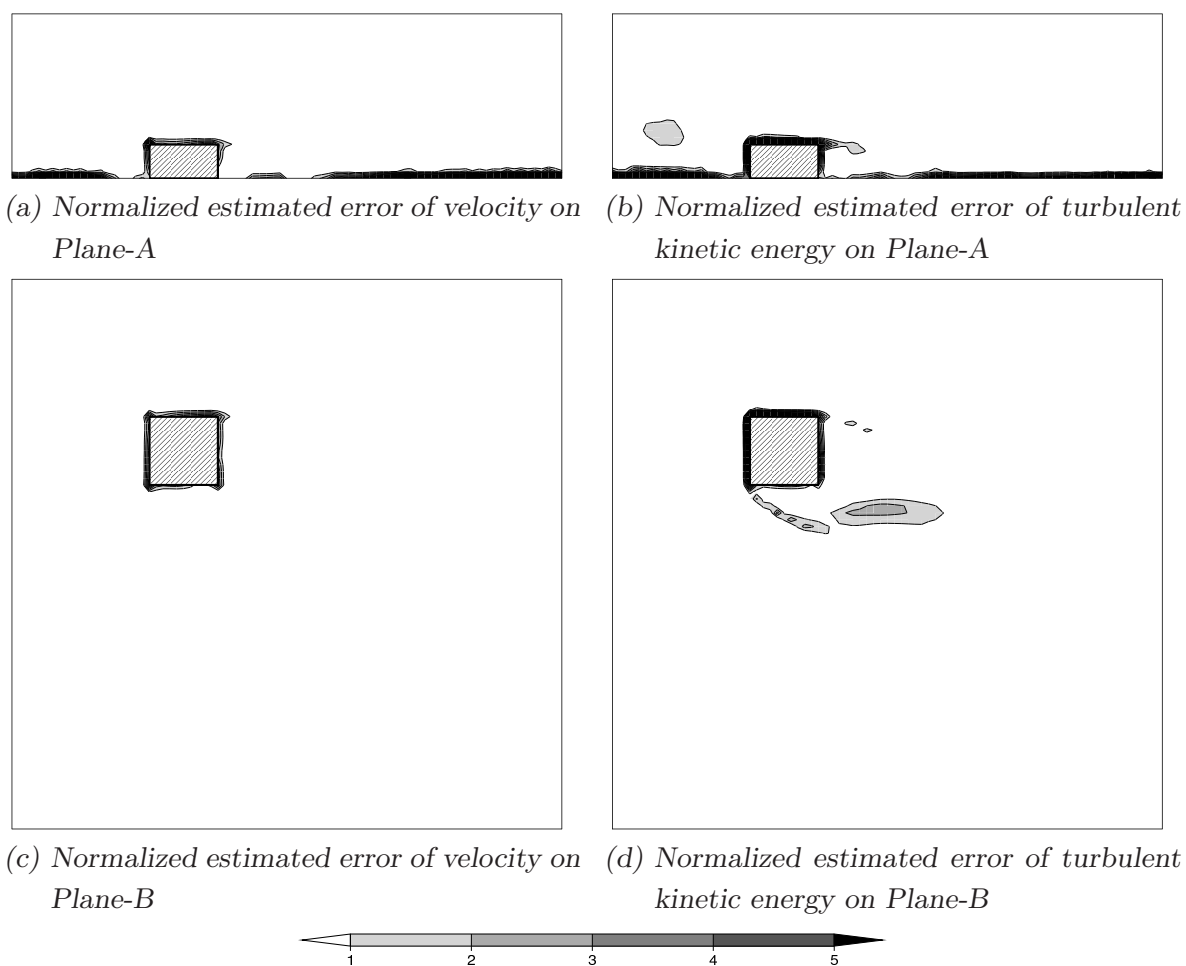 (a) Normalized estimated error of velocity on
Plane-A
(b) Normalized estimated error of turbulent
kinetic energy on Plane-A
(c) Normalized estimated error of velocity on
Plane-B
(d) Normalized estimated error of turbulent
kinetic energy on Plane-B
1 2 3 4 5